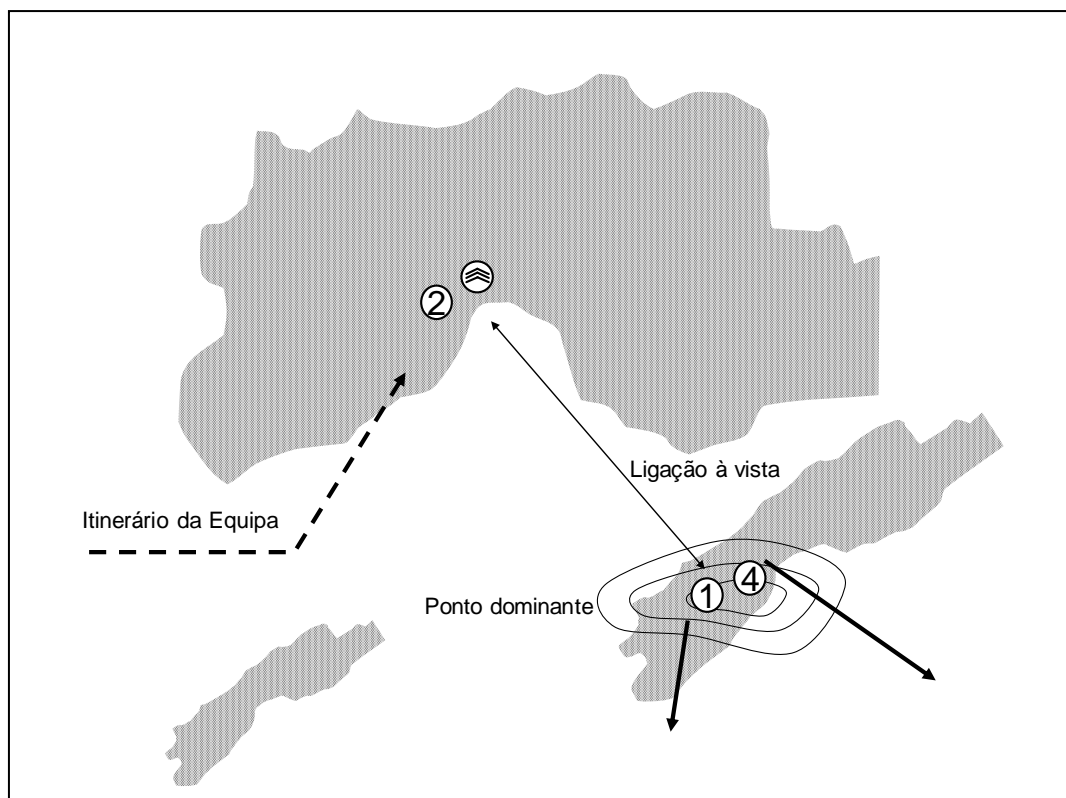 2
Ligação à vista
Itinerário da Equipa
4
1
Ponto dominante